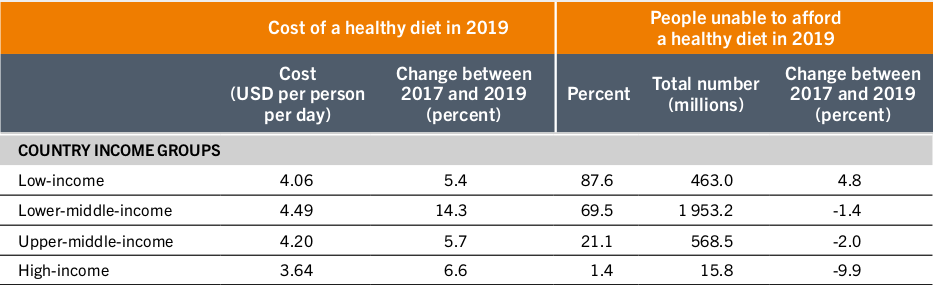 Cost of a healthy diet in 2019
People unable to afford
a healthy diet in 2019
Cost
(USD per person
per day)
Change between
2017 and 2019
(percent)
Percent
Total number
(millions)
Change between
2017 and 2019
(percent)
COUNTRY INCOME GROUPS
Low-income 4.06 5.4 87.6 463.0 4.8
Lower-middle-income 4.49 14.3 69.5 1 953.2 -1.4
Upper-middle-income 4.20 5.7 21.1 568.5 -2.0
High-income 3.64 6.6 1.4 15.8 -9.9